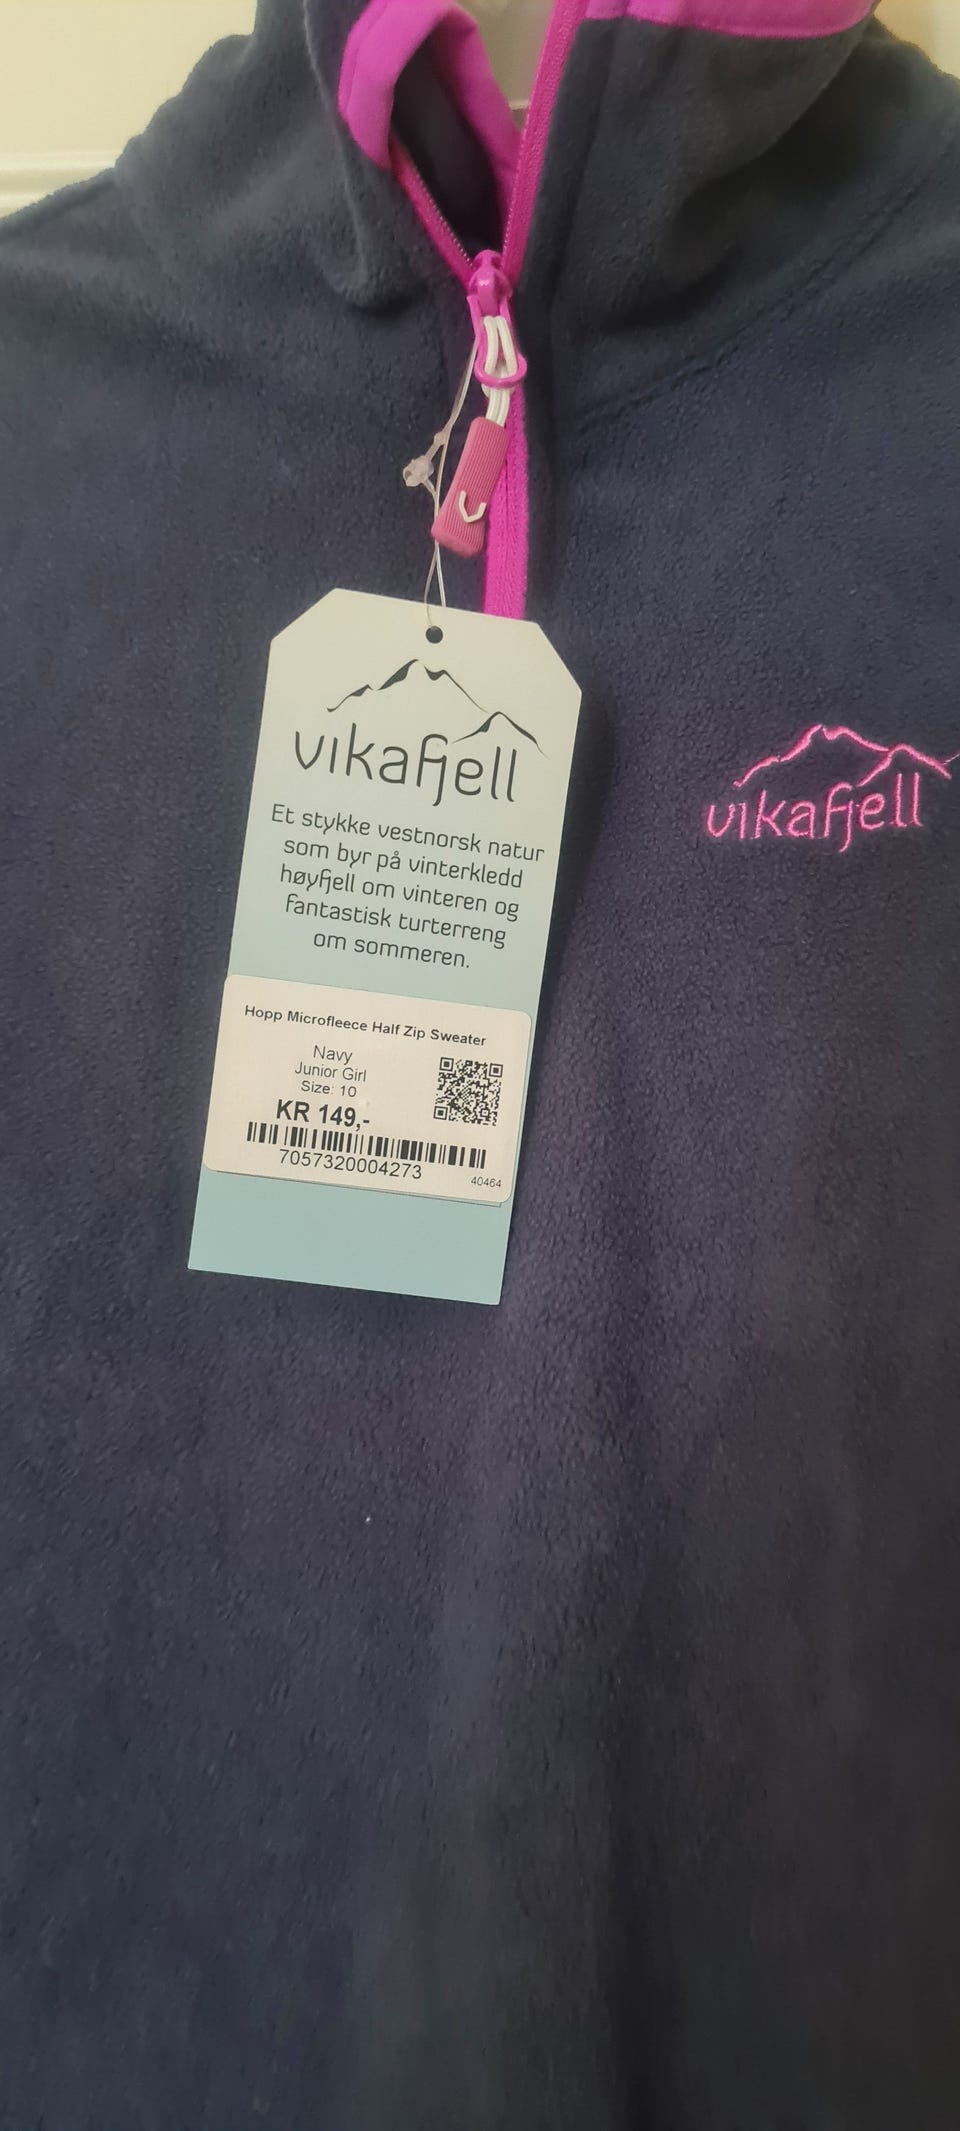 vikafjell
Et stykke vestnorsk natur
som byr på vinterkledd
høyfjell om vinteren og
fantastisk turterreng
om sommeren.
Hopp Microfleece Half Zip Sweater
Navy
Junior Girl
Size: 10
KR 149,-
7057320004273
40464
vikafjell